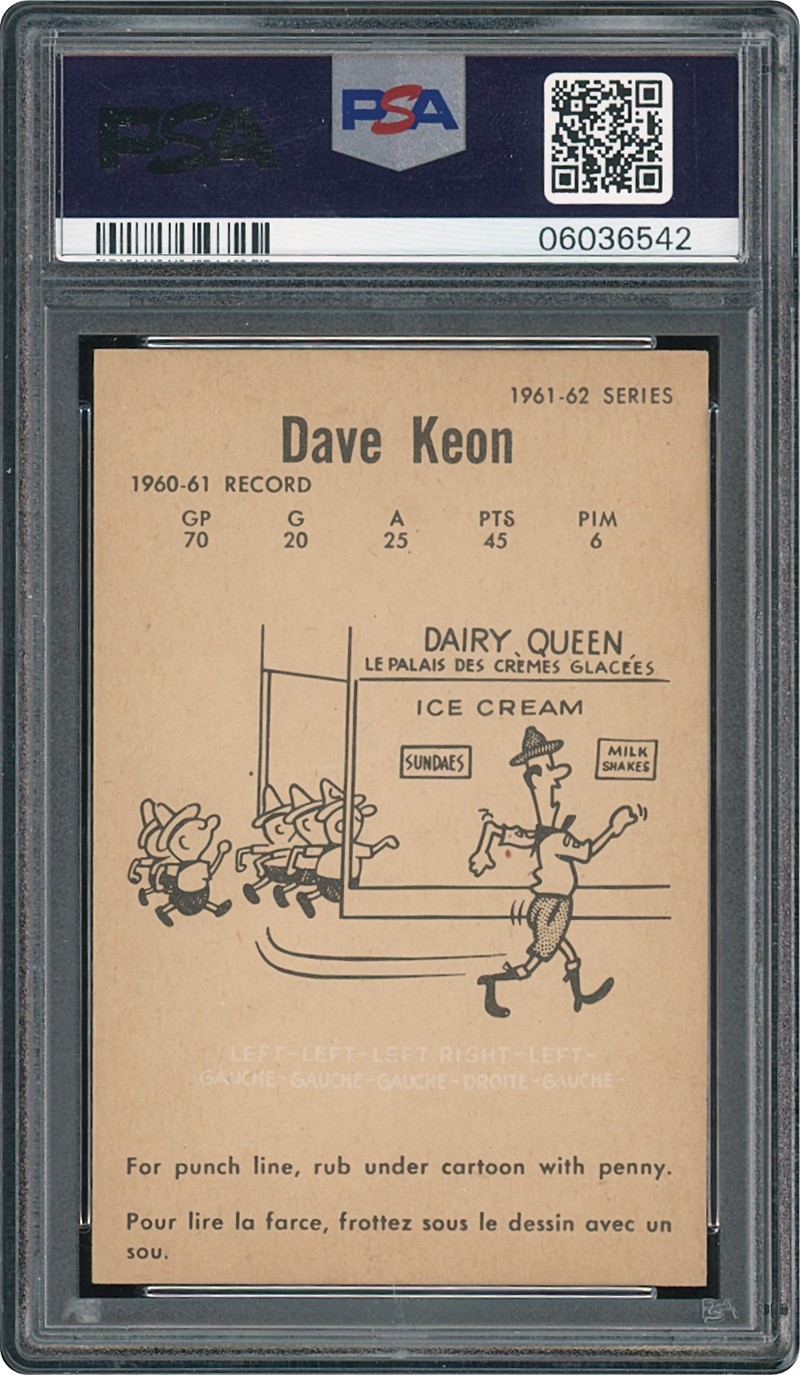 PSA
PSA
06036542
1961-62 SERIES
Dave Keon
1960-61 RECORD
GP G A PTS PIM
70 20 25 45 6
DAIRY QUEEN
LE PALAIS DES CRÈMES GLACÉES
ICE CREAM
SUNDAES
MILK
SHAKES
LEFT-LEFT-LEFT RIGHT-LEFT-
GAUCHE-GAUCHE-GAUCHE-DROITE-GAUCHE-
For punch line, rub under cartoon with penny.
Pour lire la farce, frottez sous le dessin avec un
sou.
PSA